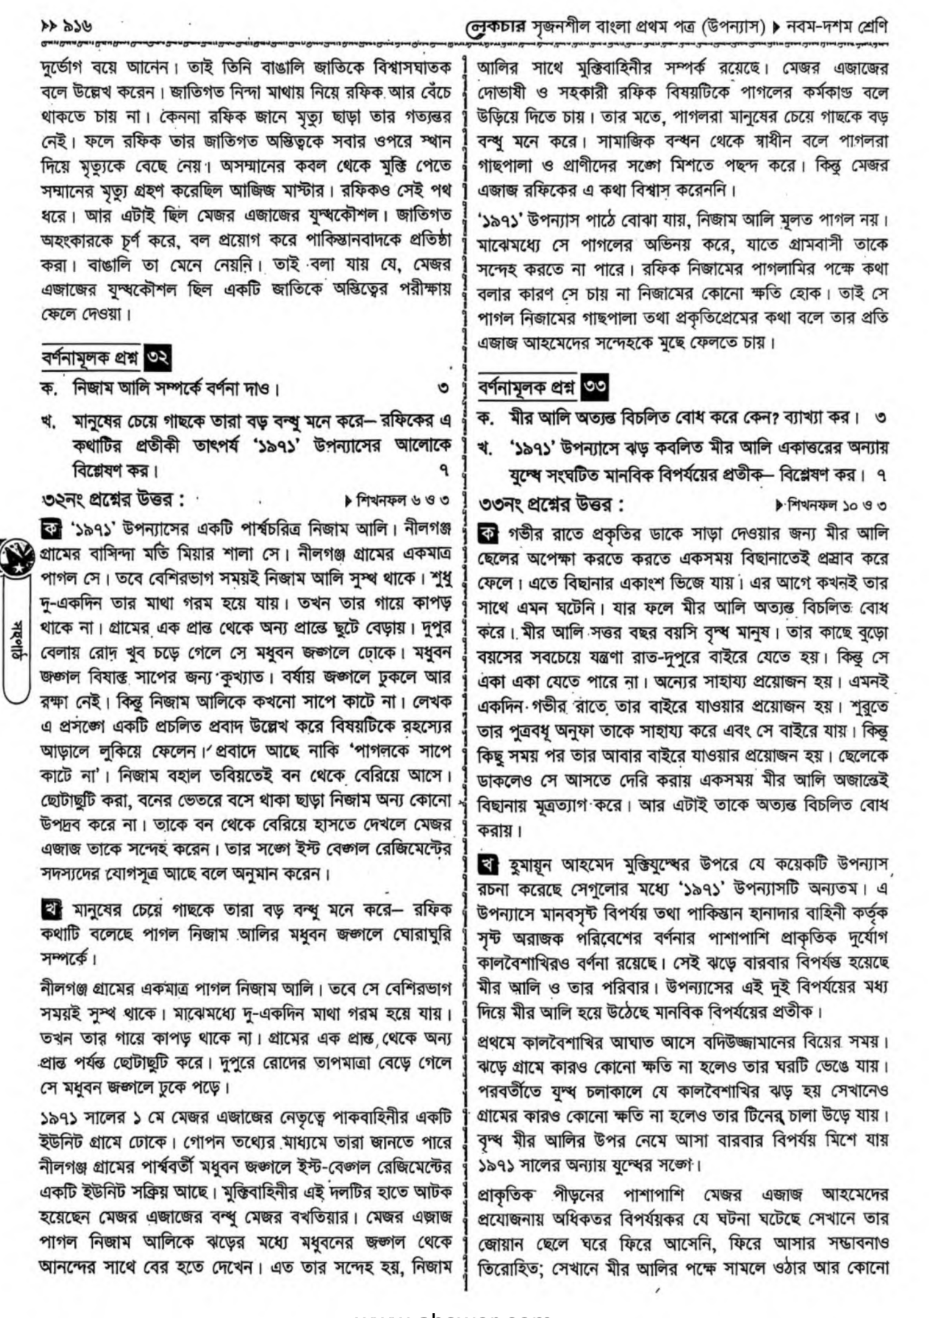 ▸▸ ৯১৬
লেকচার সৃজনশীল বাংলা প্রথম পত্র (উপন্যাস) ▸ নবম-দশম শ্রেণি
দুর্ভোগ বয়ে আনেন। তাই তিনি বাঙালি জাতিকে বিশ্বাসঘাতক
বলে উল্লেখ করেন। জাতিগত নিন্দা মাথায় নিয়ে রফিক আর বেঁচে
থাকতে চায় না। কেননা রফিক জানে মৃত্যু ছাড়া তার গত্যন্তর
নেই। ফলে রফিক তার জাতিগত অস্তিত্বকে সবার ওপরে স্থান
দিয়ে মৃত্যুকে বেছে নেয়। অসম্মানের কবল থেকে মুক্তি পেতে
সম্মানের মৃত্যু গ্রহণ করেছিল আজিজ মাস্টার। রফিকও সেই পথ
ধরে। আর এটাই ছিল মেজর এজাজের যুদ্ধকৌশল। জাতিগত
অহংকারকে চূর্ণ করে, বল প্রয়োগ করে পাকিস্তানবাদকে প্রতিষ্ঠা
করা। বাঙালি তা মেনে নেয়নি। তাই বলা যায় যে, মেজর
এজাজের যুদ্ধকৌশল ছিল একটি জাতিকে অস্তিত্বের পরীক্ষায়
ফেলে দেওয়া।
বর্ণনামূলক প্রশ্ন ৩২
ক. নিজাম আলি সম্পর্কে বর্ণনা দাও। ৩
খ. মানুষের চেয়ে গাছকে তারা বড় বন্ধু মনে করে– রফিকের এ
কথাটির প্রতীকী তাৎপর্য ‘১৯৭১’ উপন্যাসের আলোকে
বিশ্লেষণ কর। ৭
৩২নং প্রশ্নের উত্তর : ▸ শিখনফল ৬ ও ৩
ক ‘১৯৭১’ উপন্যাসের একটি পার্শ্বচরিত্র নিজাম আলি। নীলগঞ্জ
গ্রামের বাসিন্দা মতি মিয়ার শালা সে। নীলগঞ্জ গ্রামের একমাত্র
পাগল সে। তবে বেশিরভাগ সময়ই নিজাম আলি সুস্থ থাকে। শুধু
দু-একদিন তার মাথা গরম হয়ে যায়। তখন তার গায়ে কাপড়
থাকে না। গ্রামের এক প্রান্ত থেকে অন্য প্রান্তে ছুটে বেড়ায়। দুপুর
বেলায় রোদ খুব চড়ে গেলে সে মধুবন জঙ্গলে ঢোকে। মধুবন
জঙ্গল বিষাক্ত সাপের জন্য কুখ্যাত। বর্ষায় জঙ্গলে ঢুকলে আর
রক্ষা নেই। কিন্তু নিজাম আলিকে কখনো সাপে কাটে না। লেখক
এ প্রসঙ্গে একটি প্রচলিত প্রবাদ উল্লেখ করে বিষয়টিকে রহস্যের
আড়ালে লুকিয়ে ফেলেন। প্রবাদে আছে নাকি ‘পাগলকে সাপে
কাটে না’। নিজাম বহাল তবিয়তেই বন থেকে বেরিয়ে আসে।
ছোটাছুটি করা, বনের ভেতরে বসে থাকা ছাড়া নিজাম অন্য কোনো
উপদ্রব করে না। তাকে বন থেকে বেরিয়ে হাসতে দেখলে মেজর
এজাজ তাকে সন্দেহ করেন। তার সঙ্গে ইস্ট বেঙ্গল রেজিমেন্টের
সদস্যদের যোগসূত্র আছে বলে অনুমান করেন।
খ মানুষের চেয়ে গাছকে তারা বড় বন্ধু মনে করে– রফিক
কথাটি বলেছে পাগল নিজাম আলির মধুবন জঙ্গলে ঘোরাঘুরি
সম্পর্কে।
নীলগঞ্জ গ্রামের একমাত্র পাগল নিজাম আলি। তবে সে বেশিরভাগ
সময়ই সুস্থ থাকে। মাঝেমধ্যে দু-একদিন মাথা গরম হয়ে যায়।
তখন তার গায়ে কাপড় থাকে না। গ্রামের এক প্রান্ত থেকে অন্য
প্রান্ত পর্যন্ত ছোটাছুটি করে। দুপুরে রোদের তাপমাত্রা বেড়ে গেলে
সে মধুবন জঙ্গলে ঢুকে পড়ে।
১৯৭১ সালের ১ মে মেজর এজাজের নেতৃত্বে পাকবাহিনীর একটি
ইউনিট গ্রামে ঢোকে। গোপন তথ্যের মাধ্যমে তারা জানতে পারে
নীলগঞ্জ গ্রামের পার্শ্ববর্তী মধুবন জঙ্গলে ইস্ট-বেঙ্গল রেজিমেন্টের
একটি ইউনিট সক্রিয় আছে। মুক্তিবাহিনীর এই দলটির হাতে আটক
হয়েছেন মেজর এজাজের বন্ধু মেজর বখতিয়ার। মেজর এজাজ
পাগল নিজাম আলিকে ঝড়ের মধ্যে মধুবনের জঙ্গল থেকে
আনন্দের সাথে বের হতে দেখেন। এত তার সন্দেহ হয়, নিজাম
সহপাঠ
আলির সাথে মুক্তিবাহিনীর সম্পর্ক রয়েছে। মেজর এজাজের
দোভাষী ও সহকারী রফিক বিষয়টিকে পাগলের কর্মকাণ্ড বলে
উড়িয়ে দিতে চায়। তার মতে, পাগলরা মানুষের চেয়ে গাছকে বড়
বন্ধু মনে করে। সামাজিক বন্ধন থেকে স্বাধীন বলে পাগলরা
গাছপালা ও প্রাণীদের সঙ্গে মিশতে পছন্দ করে। কিন্তু মেজর
এজাজ রফিকের এ কথা বিশ্বাস করেননি।
‘১৯৭১’ উপন্যাস পাঠে বোঝা যায়, নিজাম আলি মূলত পাগল নয়।
মাঝেমধ্যে সে পাগলের অভিনয় করে, যাতে গ্রামবাসী তাকে
সন্দেহ করতে না পারে। রফিক নিজামের পাগলামির পক্ষে কথা
বলার কারণ সে চায় না নিজামের কোনো ক্ষতি হোক। তাই সে
পাগল নিজামের গাছপালা তথা প্রকৃতিপ্রেমের কথা বলে তার প্রতি
এজাজ আহমেদের সন্দেহকে মুছে ফেলতে চায়।
বর্ণনামূলক প্রশ্ন ৩৩
ক. মীর আলি অত্যন্ত বিচলিত বোধ করে কেন? ব্যাখ্যা কর। ৩
খ. ‘১৯৭১’ উপন্যাসে ঝড় কবলিত মীর আলি একাত্তরের অন্যায়
যুদ্ধে সংঘটিত মানবিক বিপর্যয়ের প্রতীক– বিশ্লেষণ কর। ৭
৩৩নং প্রশ্নের উত্তর : ▸ শিখনফল ১০ ও ৩
ক গভীর রাতে প্রকৃতির ডাকে সাড়া দেওয়ার জন্য মীর আলি
ছেলের অপেক্ষা করতে করতে একসময় বিছানাতেই প্রস্রাব করে
ফেলে। এতে বিছানার একাংশ ভিজে যায়। এর আগে কখনই তার
সাথে এমন ঘটেনি। যার ফলে মীর আলি অত্যন্ত বিচলিত বোধ
করে। মীর আলি সত্তর বছর বয়সি বৃদ্ধ মানুষ। তার কাছে বুড়ো
বয়সের সবচেয়ে যন্ত্রণা রাত-দুপুরে বাইরে যেতে হয়। কিন্তু সে
একা একা যেতে পারে না। অন্যের সাহায্য প্রয়োজন হয়। এমনই
একদিন গভীর রাতে তার বাইরে যাওয়ার প্রয়োজন হয়। শুরুতে
তার পুত্রবধূ অনুফা তাকে সাহায্য করে এবং সে বাইরে যায়। কিন্তু
কিছু সময় পর তার আবার বাইরে যাওয়ার প্রয়োজন হয়। ছেলেকে
ডাকলেও সে আসতে দেরি করায় একসময় মীর আলি অজান্তেই
বিছানায় মূত্রত্যাগ করে। আর এটাই তাকে অত্যন্ত বিচলিত বোধ
করায়।
খ হুমায়ূন আহমেদ মুক্তিযুদ্ধের উপরে যে কয়েকটি উপন্যাস
রচনা করেছে সেগুলোর মধ্যে ‘১৯৭১’ উপন্যাসটি অন্যতম। এ
উপন্যাসে মানবসৃষ্ট বিপর্যয় তথা পাকিস্তান হানাদার বাহিনী কর্তৃক
সৃষ্ট অরাজক পরিবেশের বর্ণনার পাশাপাশি প্রাকৃতিক দুর্যোগ
কালবৈশাখিরও বর্ণনা রয়েছে। সেই ঝড়ে বারবার বিপর্যস্ত হয়েছে
মীর আলি ও তার পরিবার। উপন্যাসের এই দুই বিপর্যয়ের মধ্য
দিয়ে মীর আলি হয়ে উঠেছে মানবিক বিপর্যয়ের প্রতীক।
প্রথমে কালবৈশাখির আঘাত আসে বদিউজ্জামানের বিয়ের সময়।
ঝড়ে গ্রামে কারও কোনো ক্ষতি না হলেও তার ঘরটি ভেঙে যায়।
পরবর্তীতে যুদ্ধ চলাকালে যে কালবৈশাখির ঝড় হয় সেখানেও
গ্রামের কারও কোনো ক্ষতি না হলেও তার টিনের চালা উড়ে যায়।
বৃদ্ধ মীর আলির উপর নেমে আসা বারবার বিপর্যয় মিশে যায়
১৯৭১ সালের অন্যায় যুদ্ধের সঙ্গে।
প্রাকৃতিক পীড়নের পাশাপাশি মেজর এজাজ আহমেদের
প্রযোজনায় অধিকতর বিপর্যয়কর যে ঘটনা ঘটেছে সেখানে তার
জোয়ান ছেলে ঘরে ফিরে আসেনি, ফিরে আসার সম্ভাবনাও
তিরোহিত; সেখানে মীর আলির পক্ষে সামলে ওঠার আর কোনো